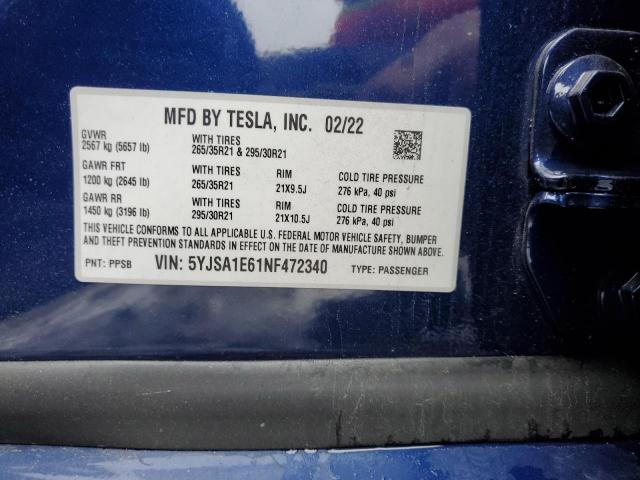 MFD BY TESLA, INC. 02/22
GVWR WITH TIRES
2567 kg (5657 lb) 265/35R21 & 295/30R21
GAWR FRT WITH TIRES RIM COLD TIRE PRESSURE
1200 kg (2645 lb) 265/35R21 21X9.5J 276 kPa, 40 psi
GAWR RR WITH TIRES RIM COLD TIRE PRESSURE
1450 kg (3196 lb) 295/30R21 21X10.5J 276 kPa, 40 psi
THIS VEHICLE CONFORMS TO ALL APPLICABLE U.S. FEDERAL MOTOR VEHICLE SAFETY, BUMPER
AND THEFT PREVENTION STANDARDS IN EFFECT ON THE DATE OF MANUFACTURE SHOWN ABOVE.
PNT: PPSB VIN: 5YJSA1E61NF472340 TYPE: PASSENGER